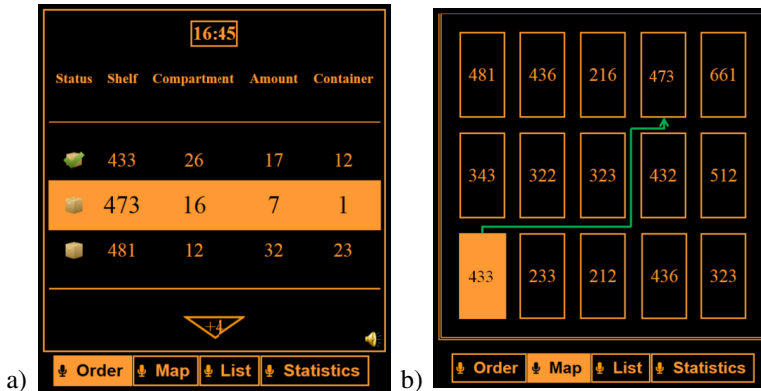 16:45
Status Shelf Compartment Amount Container
433 26 17 12
473 16 7 1
481 12 32 23
+4
Order Map List Statistics
a)
481 436 216 473 661
343 322 323 432 512
433 233 212 436 323
Order Map List Statistics
b)